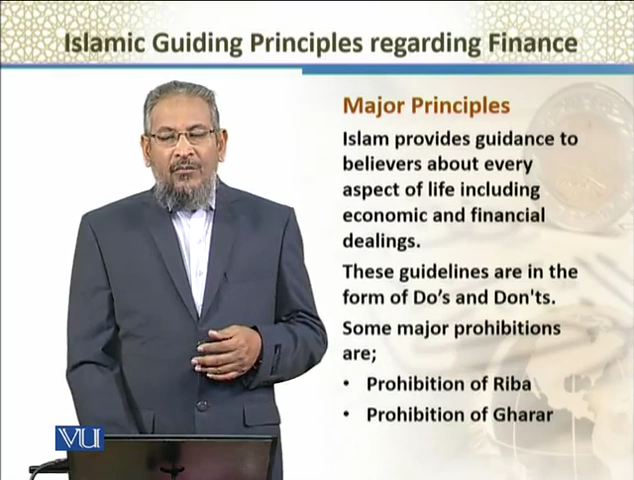 Islamic Guiding Principles regarding Finance
Major Principles
Islam provides guidance to
believers about every
aspect of life including
economic and financial
dealings.
These guidelines are in the
form of Do’s and Don'ts.
Some major prohibitions
are;
• Prohibition of Riba
• Prohibition of Gharar
VU